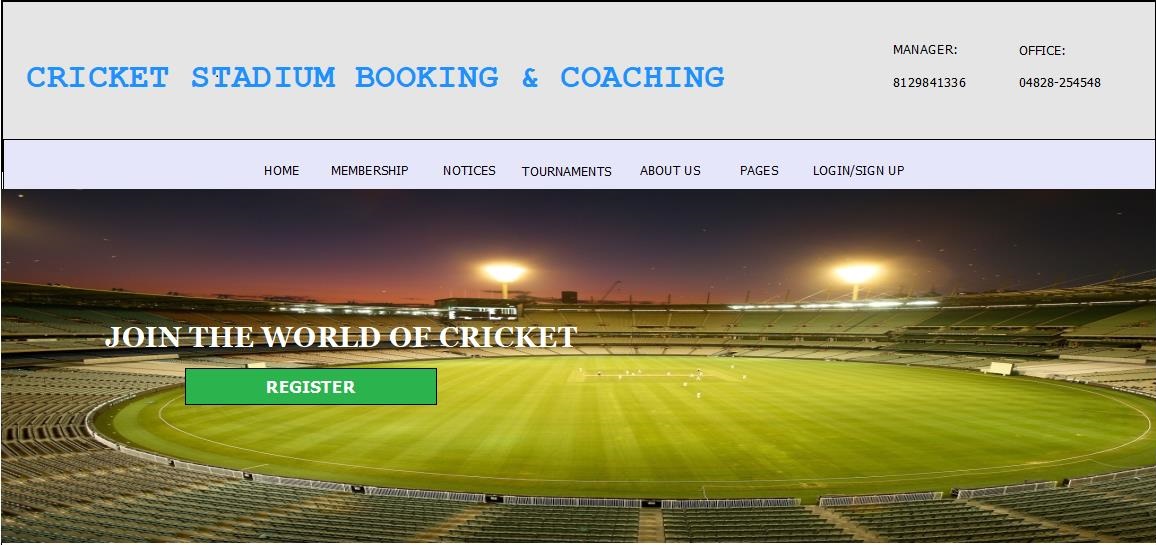 CRICKET STADIUM BOOKING & COACHING
MANAGER:
8129841336
OFFICE:
04828-254548
HOME MEMBERSHIP NOTICES TOURNAMENTS ABOUT US PAGES LOGIN/SIGN UP
JOIN THE WORLD OF CRICKET
REGISTER